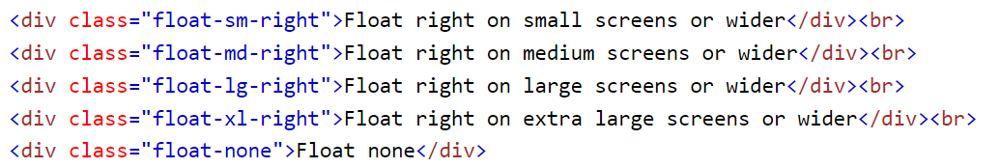 <div class="float-sm-right">Float right on small screens or wider</div><br>
<div class="float-md-right">Float right on medium screens or wider</div><br>
<div class="float-lg-right">Float right on large screens or wider</div><br>
<div class="float-xl-right">Float right on extra large screens or wider</div><br>
<div class="float-none">Float none</div>